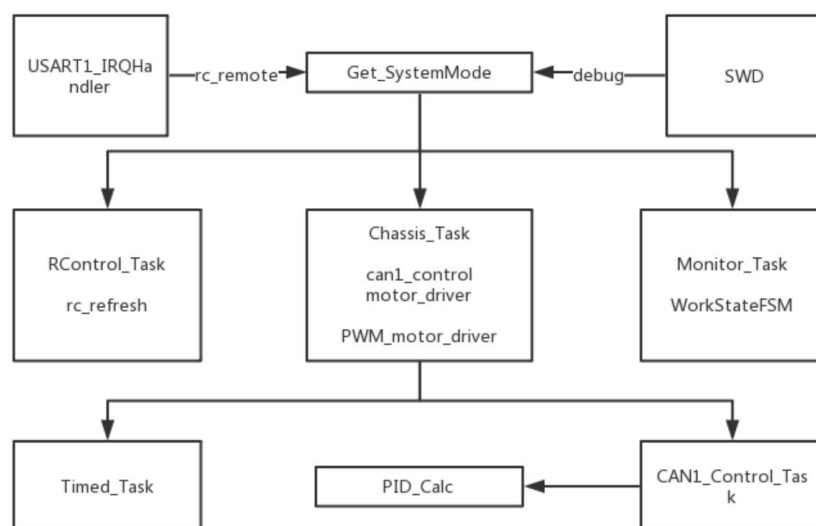 USART1_IRQHa
ndler
rc_remote
Get_SystemMode
debug
SWD
RControl_Task
rc_refresh
Chassis_Task
can1_control
motor_driver
PWM_motor_driver
Monitor_Task
WorkStateFSM
Timed_Task
PID_Calc
CAN1_Control_Tas
k